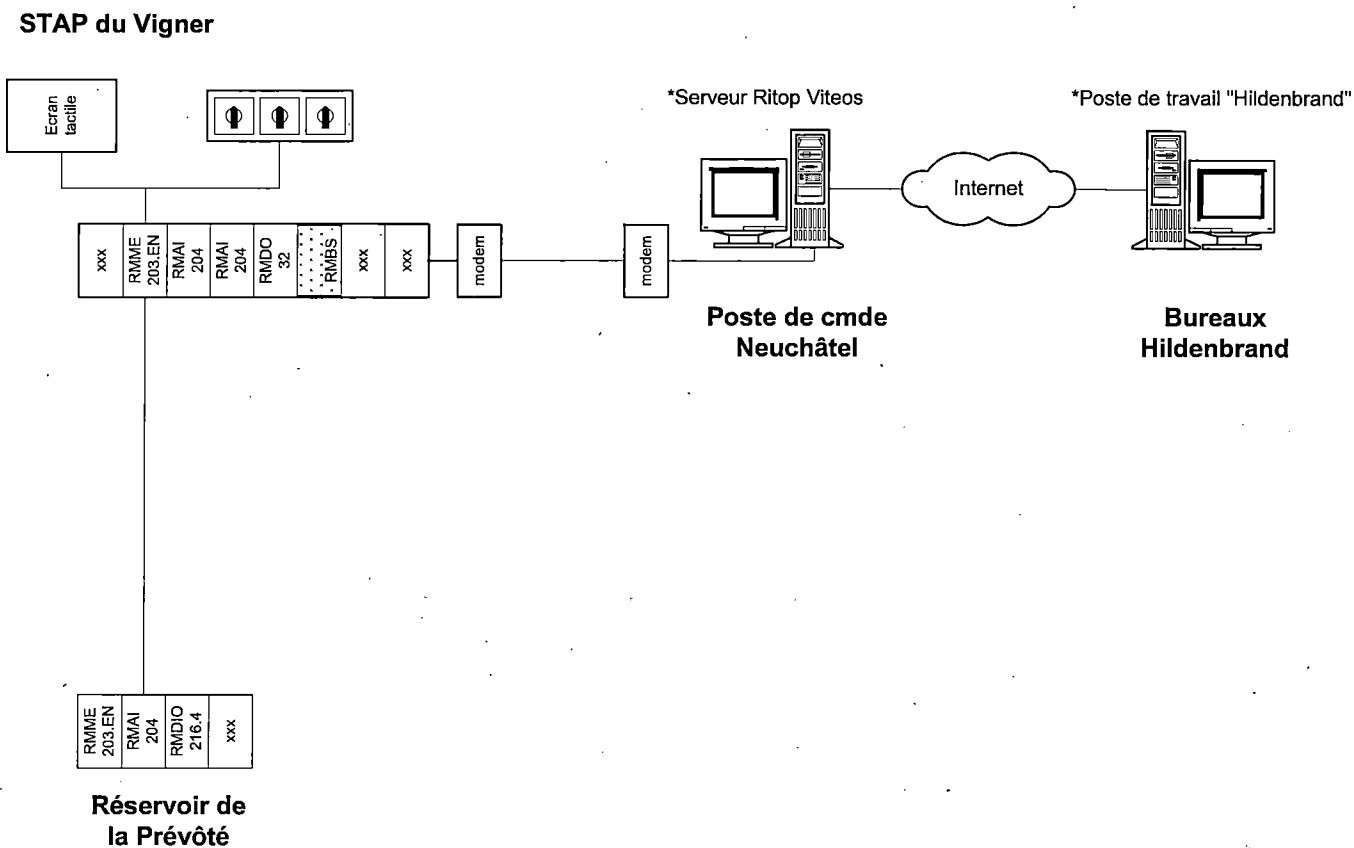 STAP du Vigner
Ecran
tactile
*Serveur Ritop Viteos
*Poste de travail "Hildenbrand"
Internet
xxx
RMME
203.EN
RMAI
204
RMAI
204
RMDO
32
RMBS
xxx
xxx
modem
modem
Poste de cmde
Neuchâtel
Bureaux
Hildenbrand
RMME
203.EN
RMAI
204
RMDIO
216.4
xxx
Réservoir de
la Prévôté